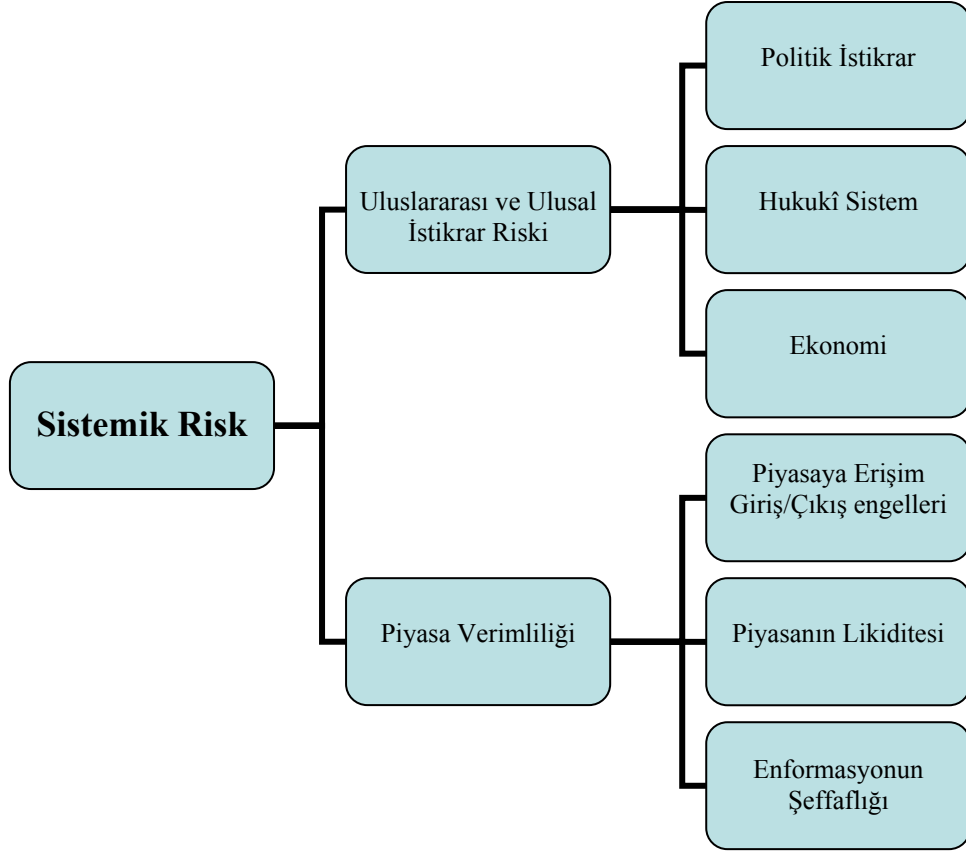 Sistemik Risk
Uluslararası ve Ulusal
İstikrar Riski
Politik İstikrar
Hukukî Sistem
Ekonomi
Piyasa Verimliliği
Piyasaya Erişim
Giriş/Çıkış engelleri
Piyasanın Likiditesi
Enformasyonun
Şeffaflığı